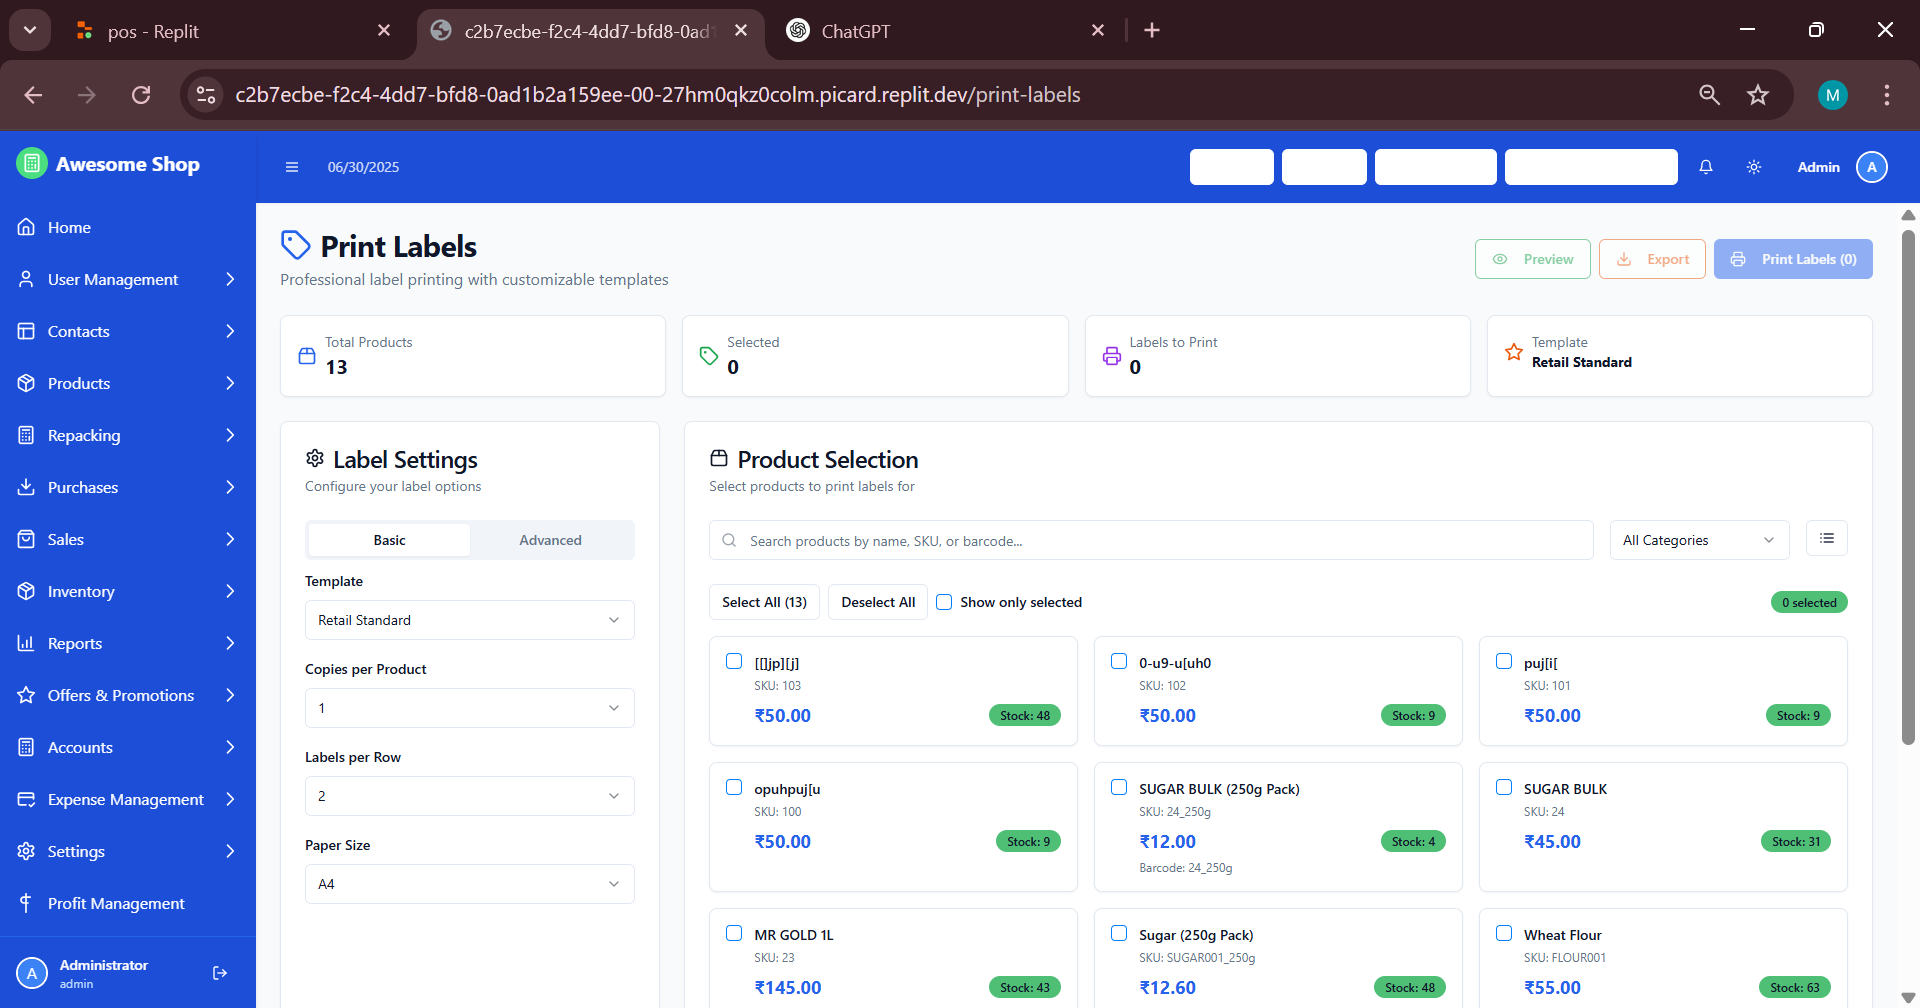 pos - Replit
c2b7ecbe-f2c4-4dd7-bfd8-0ad1
ChatGPT
c2b7ecbe-f2c4-4dd7-bfd8-0ad1b2a159ee-00-27hm0qkz0colm.picard.replit.dev/print-labels
M
Awesome Shop
06/30/2025
Admin
A
Home
User Management
Contacts
Products
Repacking
Purchases
Sales
Inventory
Reports
Offers & Promotions
Accounts
Expense Management
Settings
Profit Management
A
Administrator
admin
Print Labels
Professional label printing with customizable templates
Preview
Export
Print Labels (0)
Total Products
13
Selected
0
Labels to Print
0
Template
Retail Standard
Label Settings
Configure your label options
Basic
Advanced
Template
Retail Standard
Copies per Product
1
Labels per Row
2
Paper Size
A4
Product Selection
Select products to print labels for
Search products by name, SKU, or barcode...
All Categories
Select All (13)
Deselect All
Show only selected
0 selected
[[]jp][j]
SKU: 103
₹50.00
Stock: 48
0-u9-u[uh0
SKU: 102
₹50.00
Stock: 9
puj[i[
SKU: 101
₹50.00
Stock: 9
opuhpuj[u
SKU: 100
₹50.00
Stock: 9
SUGAR BULK (250g Pack)
SKU: 24_250g
₹12.00
Stock: 4
Barcode: 24_250g
SUGAR BULK
SKU: 24
₹45.00
Stock: 31
MR GOLD 1L
SKU: 23
₹145.00
Stock: 43
Sugar (250g Pack)
SKU: SUGAR001_250g
₹12.60
Stock: 48
Wheat Flour
SKU: FLOUR001
₹55.00
Stock: 63